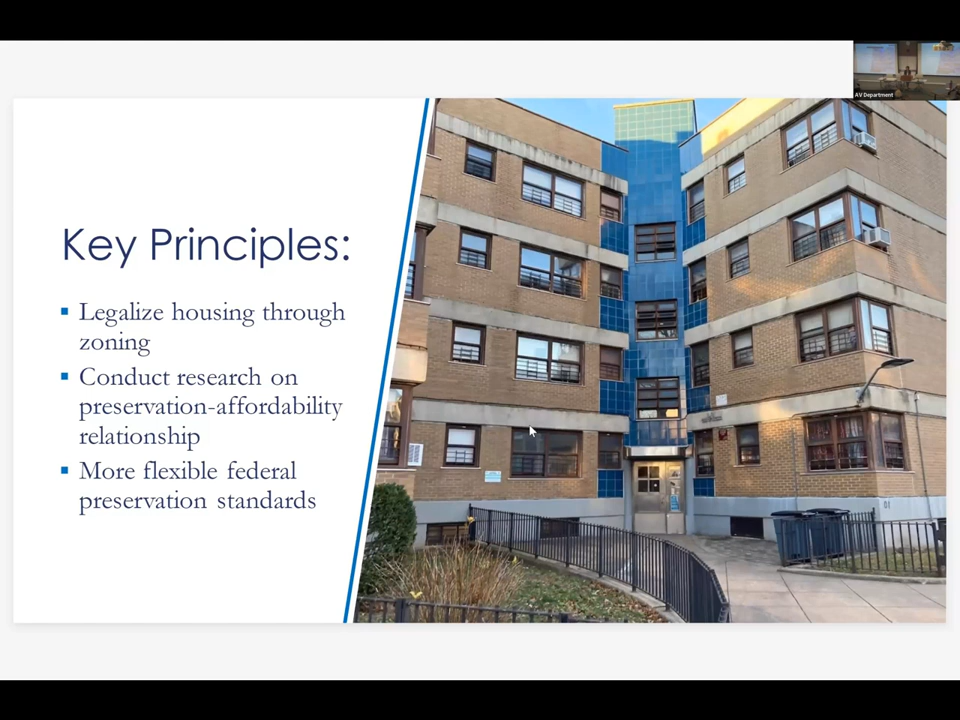 AV Department
Key Principles:
Legalize housing through
zoning
Conduct research on
preservation-affordability
relationship
More flexible federal
preservation standards